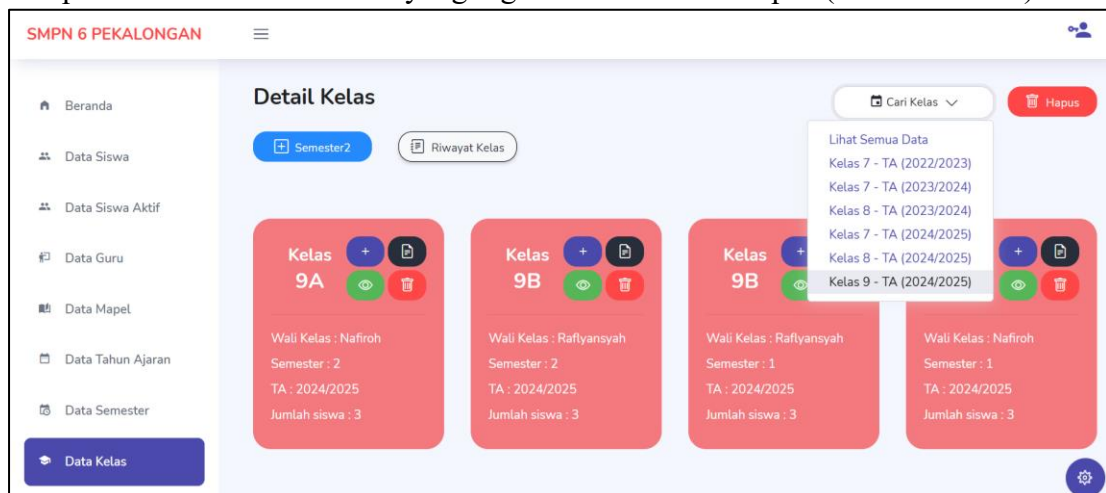 SMPN 6 PEKALONGAN
Beranda
Data Siswa
Data Siswa Aktif
Data Guru
Data Mapel
Data Tahun Ajaran
Data Semester
Data Kelas
Detail Kelas
Cari Kelas
Hapus
Semester2
Riwayat Kelas
Lihat Semua Data
Kelas 7 - TA (2022/2023)
Kelas 7 - TA (2023/2024)
Kelas 8 - TA (2023/2024)
Kelas 7 - TA (2024/2025)
Kelas 8 - TA (2024/2025)
Kelas 9 - TA (2024/2025)
Kelas
9A
Wali Kelas : Nafiroh
Semester : 2
TA : 2024/2025
Jumlah siswa : 3
Kelas
9B
Wali Kelas : Raflyansyah
Semester : 2
TA : 2024/2025
Jumlah siswa : 3
Kelas
9B
Wali Kelas : Raflyansyah
Semester : 1
TA : 2024/2025
Jumlah siswa : 3
Wali Kelas : Nafiroh
Semester : 1
TA : 2024/2025
Jumlah siswa : 3